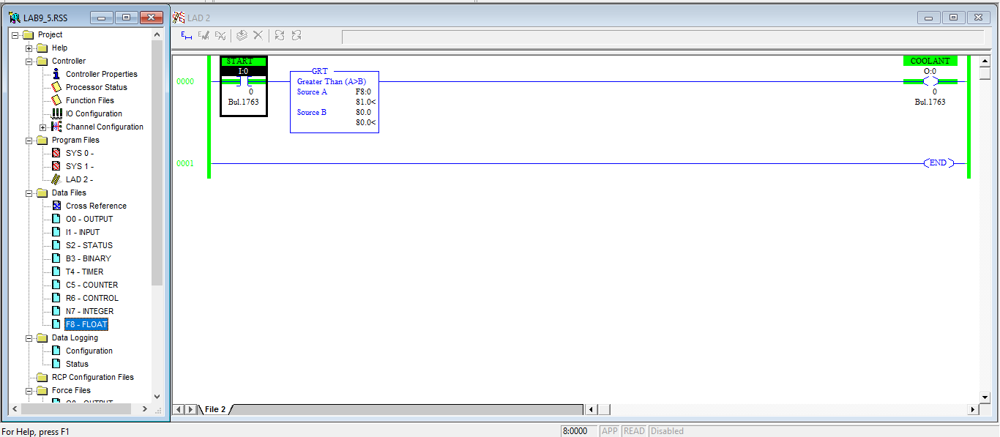 LAB9_5.RSS
Project
Help
Controller
Controller Properties
Processor Status
Function Files
IO Configuration
Channel Configuration
Program Files
SYS 0 -
SYS 1 -
LAD 2 -
Data Files
Cross Reference
O0 - OUTPUT
I1 - INPUT
S2 - STATUS
B3 - BINARY
T4 - TIMER
C5 - COUNTER
R6 - CONTROL
N7 - INTEGER
F8 - FLOAT
Data Logging
Configuration
Status
RCP Configuration Files
Force Files
O0 - OUTPUT
LAD 2
0000
START
I:0
0
Bul.1763
GRT
Greater Than (A>B)
Source A F8:0
81.0<
Source B 80.0
80.0<
COOLANT
O:0
0
Bul.1763
0001
END
File 2
For Help, press F1
8:0000 APP READ Disabled